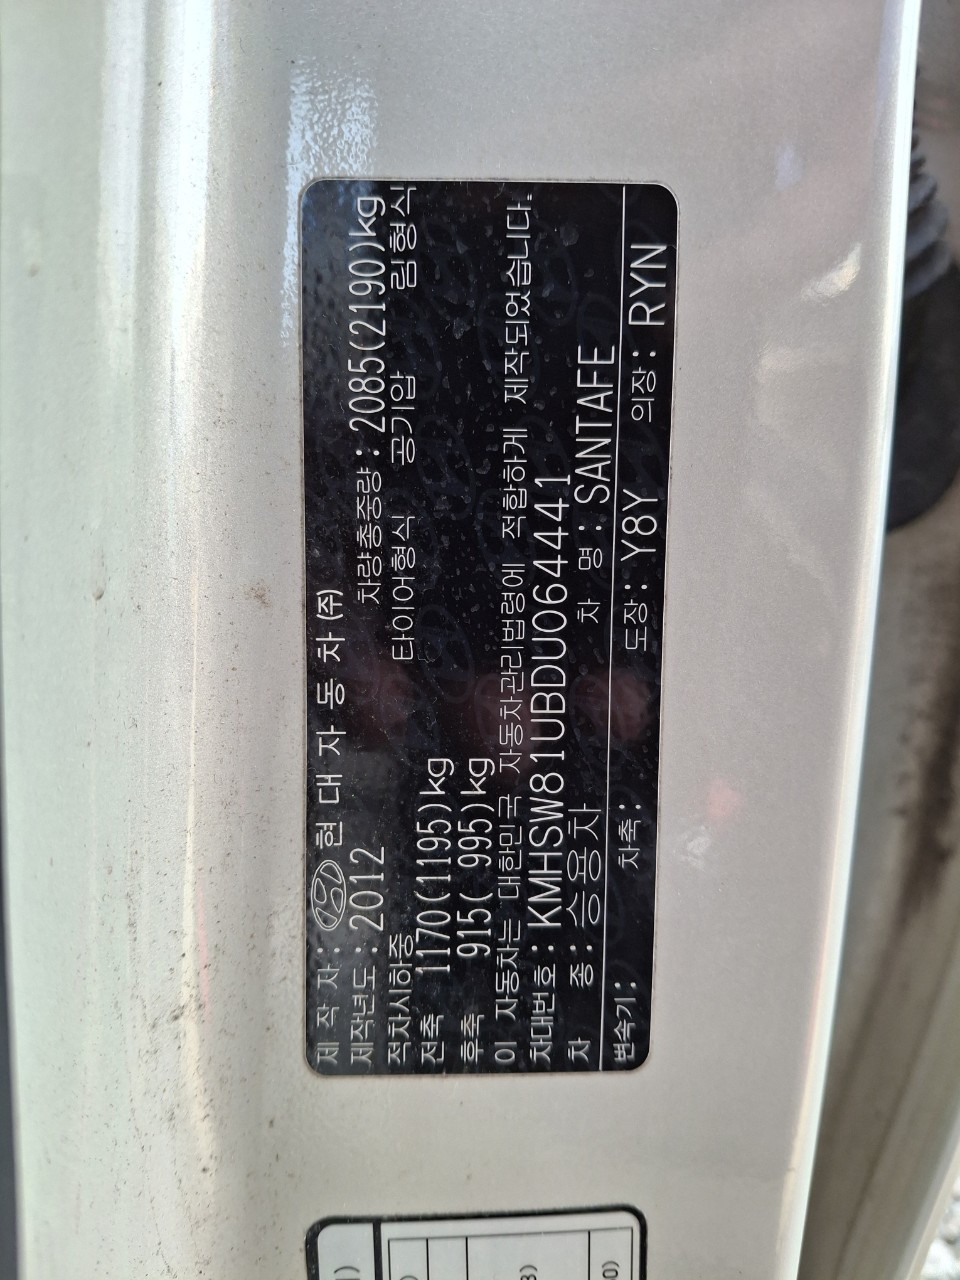 제 작 자 : 현 대 자 동 차 (주)
제작년도 : 2012 차량총중량 : 2085(2190)kg
적차시하중 타이어형식 공기압 림형식
전축 1170(1195)kg
후축 915( 995)kg
이 자동차는 대한민국 자동차관리법령에 적합하게 제작되었습니다.
차대번호 : KMHSW81UBDU064441
차 종 : 승용차 차 명 : SANTAFE
변속기 : 차축 : 도장 : Y8Y 의장 : RYN